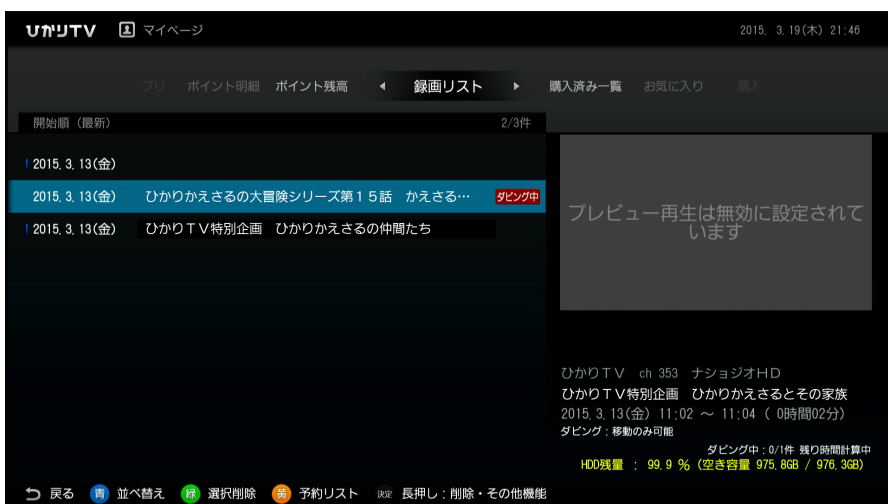 ひかりTV マイページ 2015. 3.19(木) 21:46
プリ ポイント明細 ポイント残高 録画リスト 購入済み一覧 お気に入り 購入
開始順（最新） 2/3件
! 2015. 3.13(金)
2015. 3.13(金) ひかりかえさるの大冒険シリーズ第１５話　かえさる… ダビング中
! 2015. 3.13(金) ひかりＴＶ特別企画　ひかりかえさるの仲間たち
プレビュー再生は無効に設定されて
います
ひかりＴＶ ch 353 ナショジオＨＤ
ひかりＴＶ特別企画　ひかりかえさるとその家族
2015. 3.13(金) 11:02 ～ 11:04 ( 0時間02分)
ダビング：移動のみ可能
ダビング中：0/1件 残り時間計算中
HDD残量 ： 99.9 %（空き容量 975.8GB / 976.3GB)
戻る 青 並べ替え 緑 選択削除 黄 予約リスト 決定 長押し：削除・その他機能